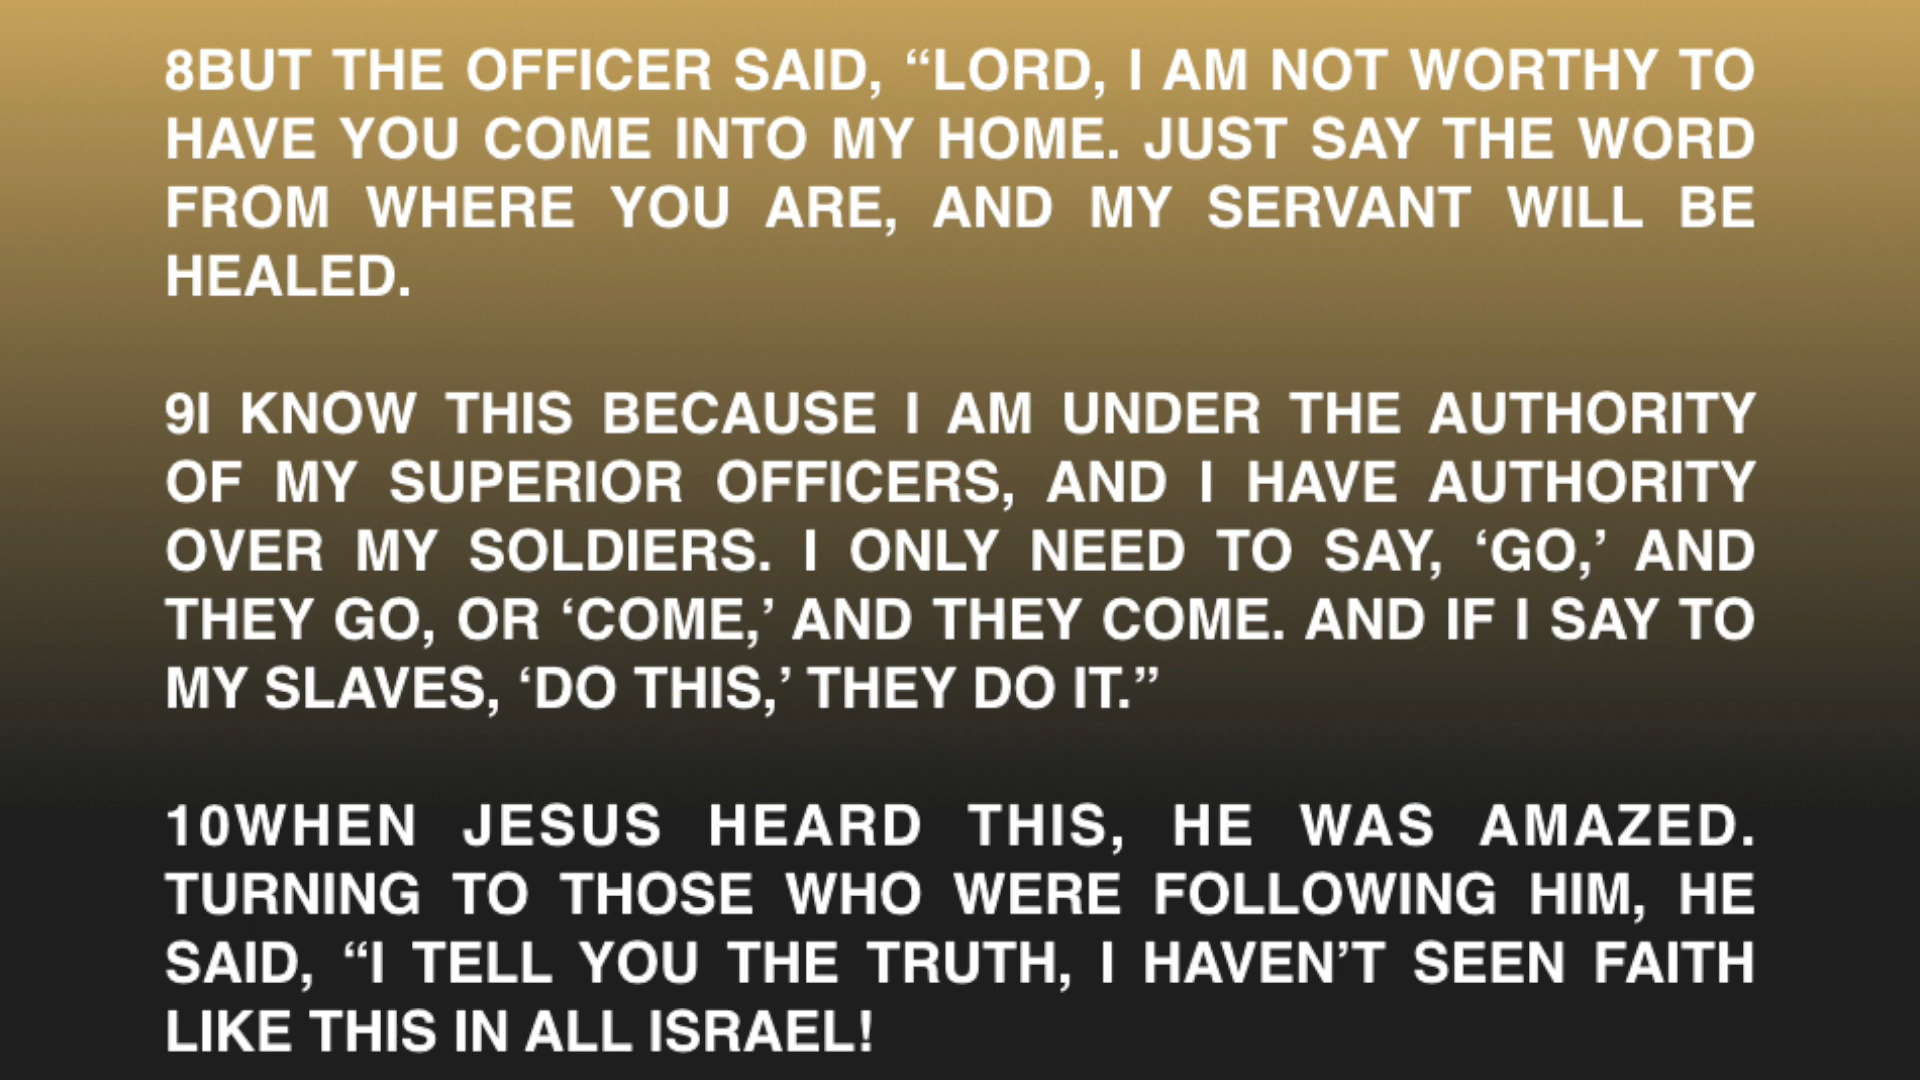 8BUT THE OFFICER SAID, “LORD, I AM NOT WORTHY TO
HAVE YOU COME INTO MY HOME. JUST SAY THE WORD
FROM WHERE YOU ARE, AND MY SERVANT WILL BE
HEALED.
9I KNOW THIS BECAUSE I AM UNDER THE AUTHORITY
OF MY SUPERIOR OFFICERS, AND I HAVE AUTHORITY
OVER MY SOLDIERS. I ONLY NEED TO SAY, ‘GO,’ AND
THEY GO, OR ‘COME,’ AND THEY COME. AND IF I SAY TO
MY SLAVES, ‘DO THIS,’ THEY DO IT.”
10WHEN JESUS HEARD THIS, HE WAS AMAZED.
TURNING TO THOSE WHO WERE FOLLOWING HIM, HE
SAID, “I TELL YOU THE TRUTH, I HAVEN’T SEEN FAITH
LIKE THIS IN ALL ISRAEL!